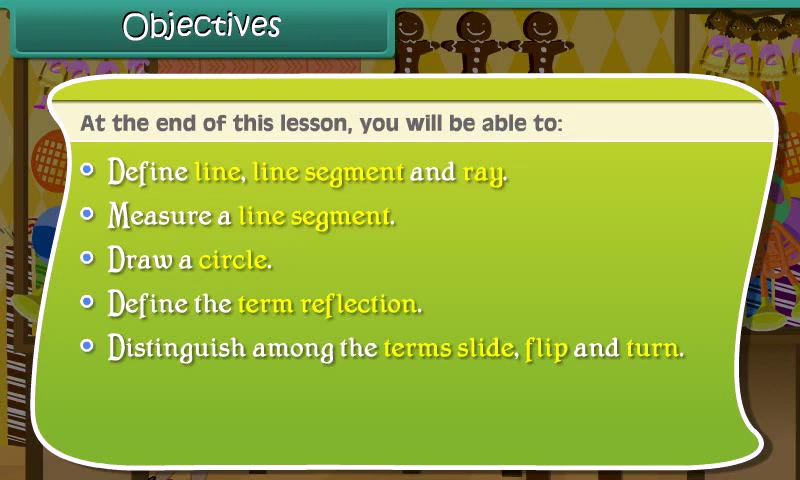 Objectives
At the end of this lesson, you will be able to:
Define line, line segment and ray.
Measure a line segment.
Draw a circle.
Define the term reflection.
Distinguish among the terms slide, flip and turn.